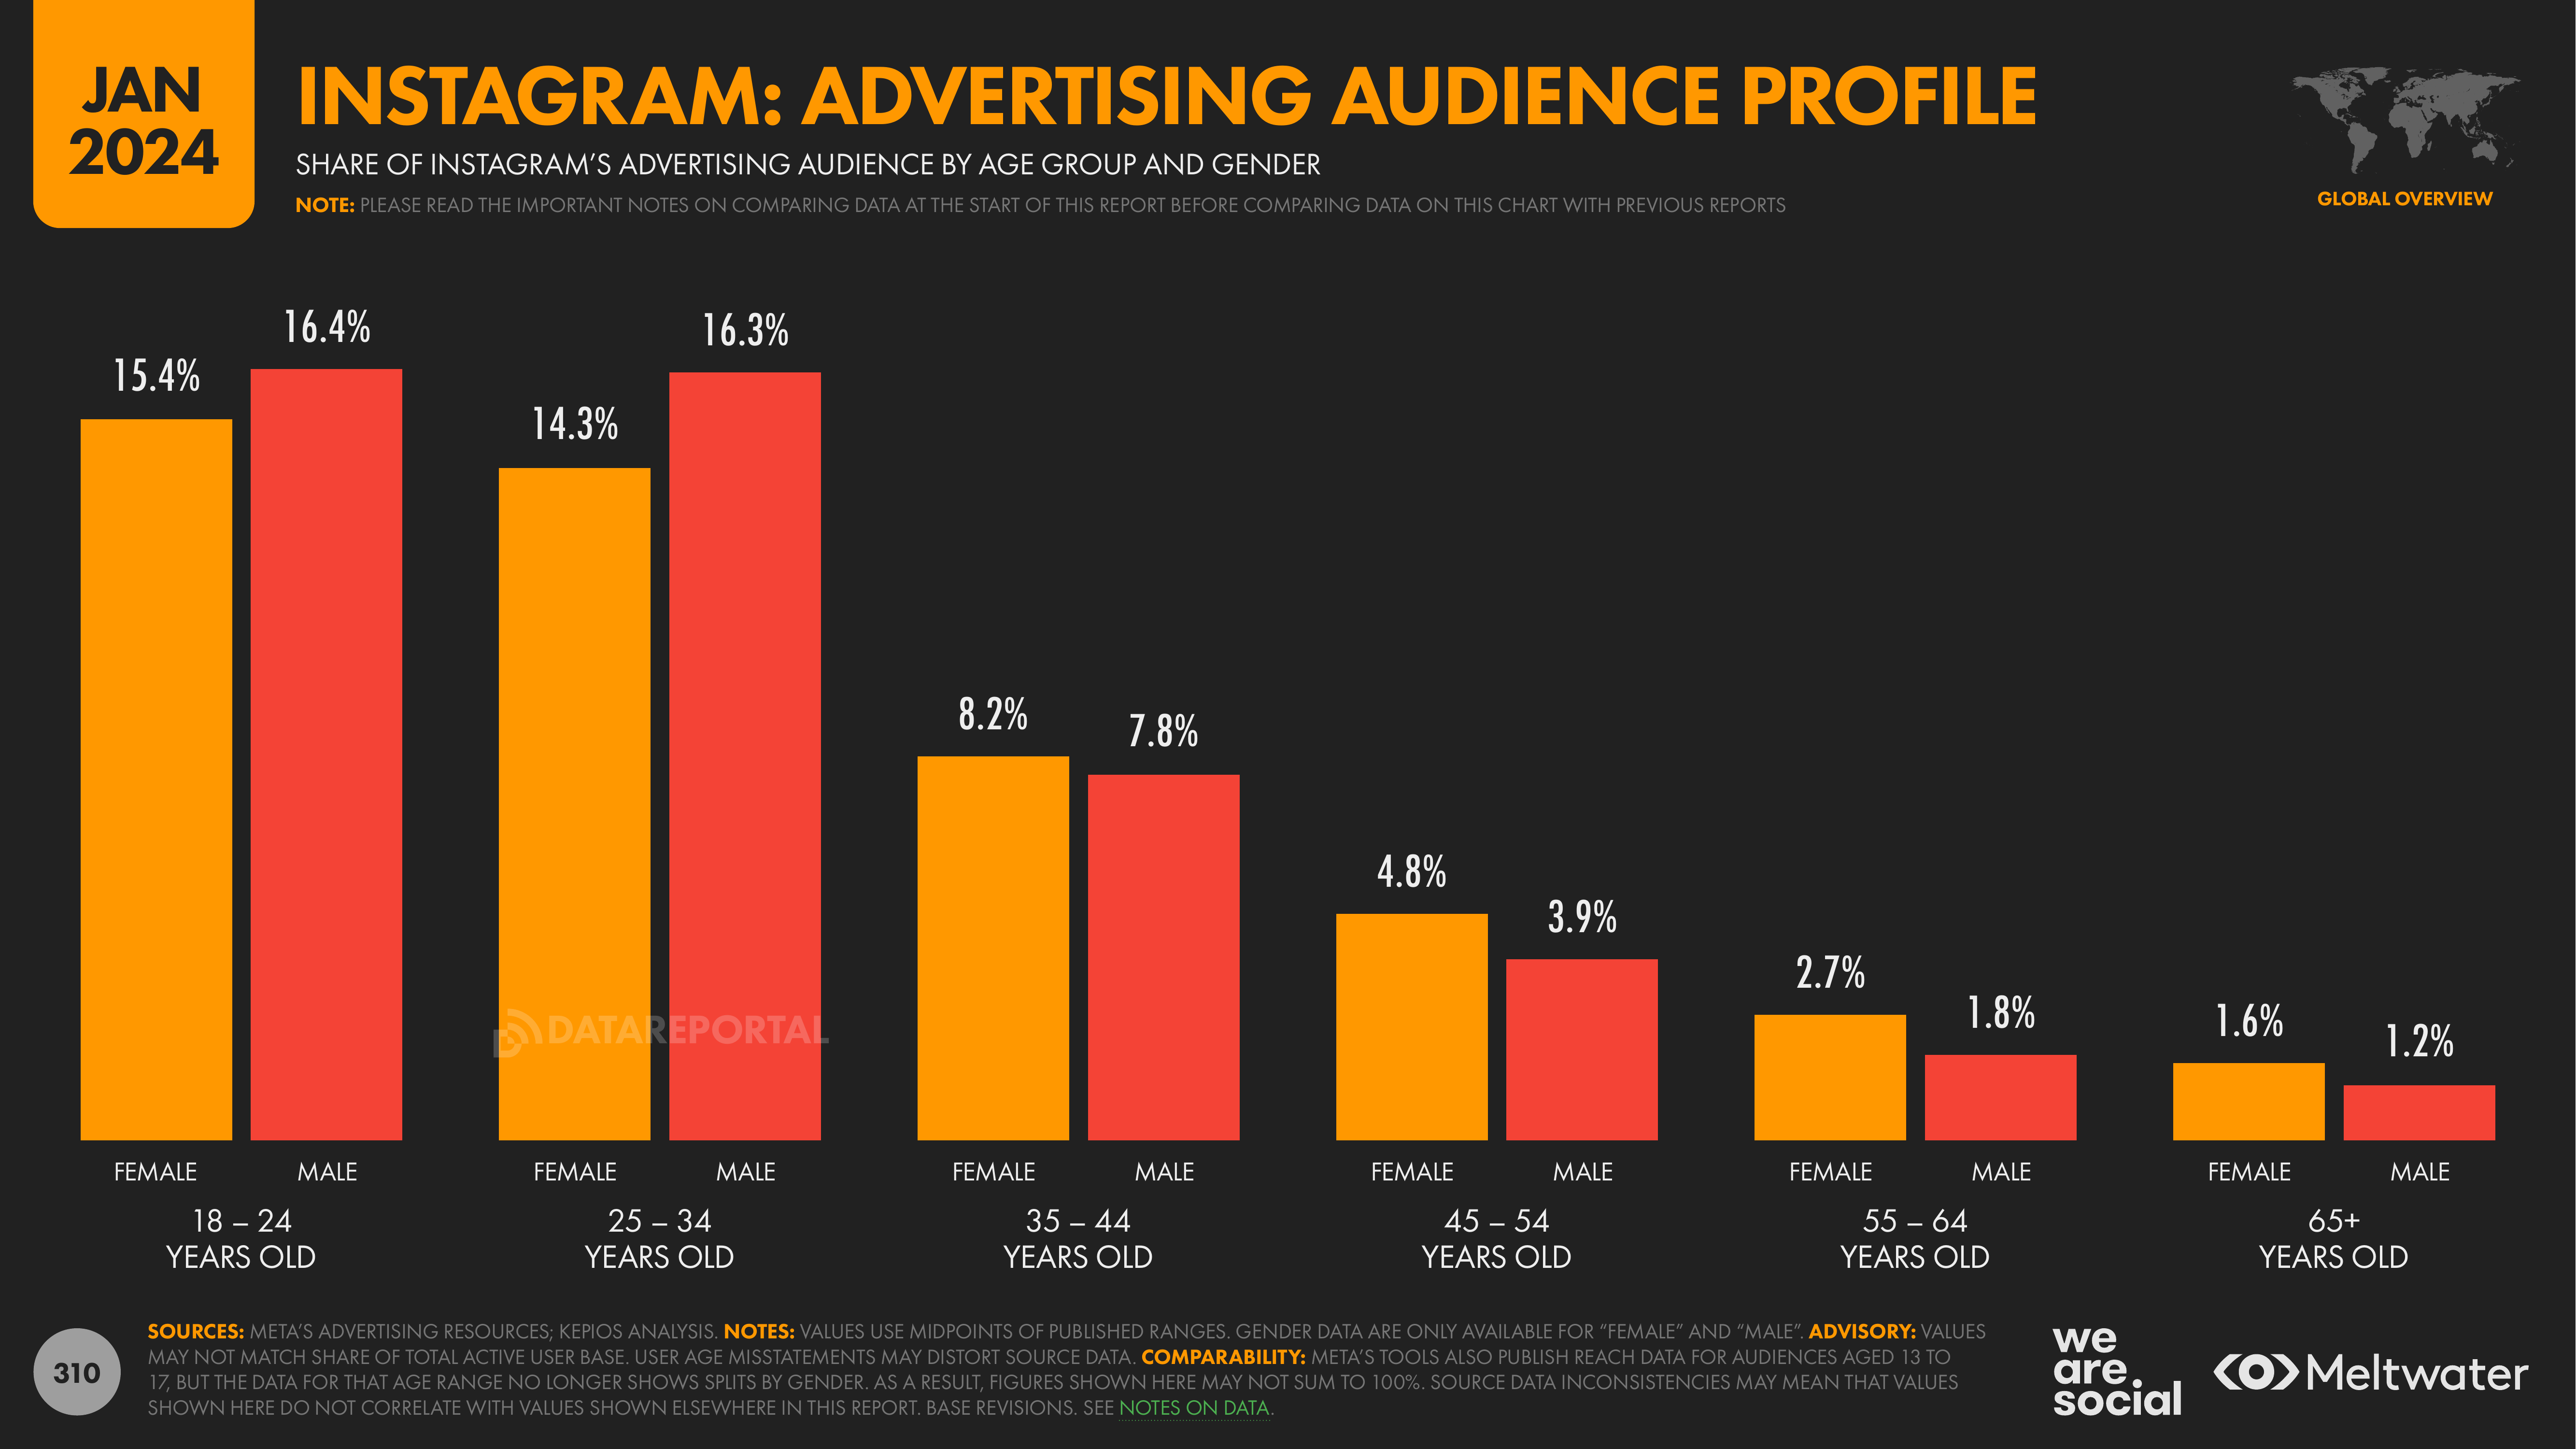 JAN
2024
INSTAGRAM: ADVERTISING AUDIENCE PROFILE
SHARE OF INSTAGRAM’S ADVERTISING AUDIENCE BY AGE GROUP AND GENDER
NOTE: PLEASE READ THE IMPORTANT NOTES ON COMPARING DATA AT THE START OF THIS REPORT BEFORE COMPARING DATA ON THIS CHART WITH PREVIOUS REPORTS
GLOBAL OVERVIEW
15.4%
16.4%
14.3%
16.3%
8.2%
7.8%
4.8%
3.9%
2.7%
1.8%
1.6%
1.2%
DATAREPORTAL
FEMALE MALE FEMALE MALE FEMALE MALE FEMALE MALE FEMALE MALE FEMALE MALE
18 – 24 25 – 34 35 – 44 45 – 54 55 – 64 65+
YEARS OLD YEARS OLD YEARS OLD YEARS OLD YEARS OLD YEARS OLD
310
SOURCES: META’S ADVERTISING RESOURCES; KEPIOS ANALYSIS. NOTES: VALUES USE MIDPOINTS OF PUBLISHED RANGES. GENDER DATA ARE ONLY AVAILABLE FOR “FEMALE” AND “MALE”. ADVISORY: VALUES
MAY NOT MATCH SHARE OF TOTAL ACTIVE USER BASE. USER AGE MISSTATEMENTS MAY DISTORT SOURCE DATA. COMPARABILITY: META’S TOOLS ALSO PUBLISH REACH DATA FOR AUDIENCES AGED 13 TO
17, BUT THE DATA FOR THAT AGE RANGE NO LONGER SHOWS SPLITS BY GENDER. AS A RESULT, FIGURES SHOWN HERE MAY NOT SUM TO 100%. SOURCE DATA INCONSISTENCIES MAY MEAN THAT VALUES
SHOWN HERE DO NOT CORRELATE WITH VALUES SHOWN ELSEWHERE IN THIS REPORT. BASE REVISIONS. SEE NOTES ON DATA.
we
are.
social
Meltwater